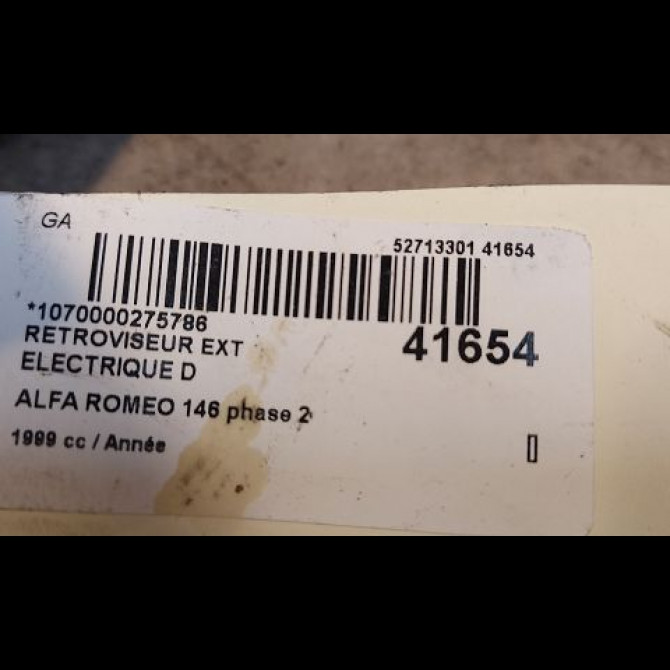 GA
52713301 41654
*1070000275786
41654
RETROVISEUR EXT
ELECTRIQUE D
ALFA ROMEO 146 phase 2
1999 cc / Année